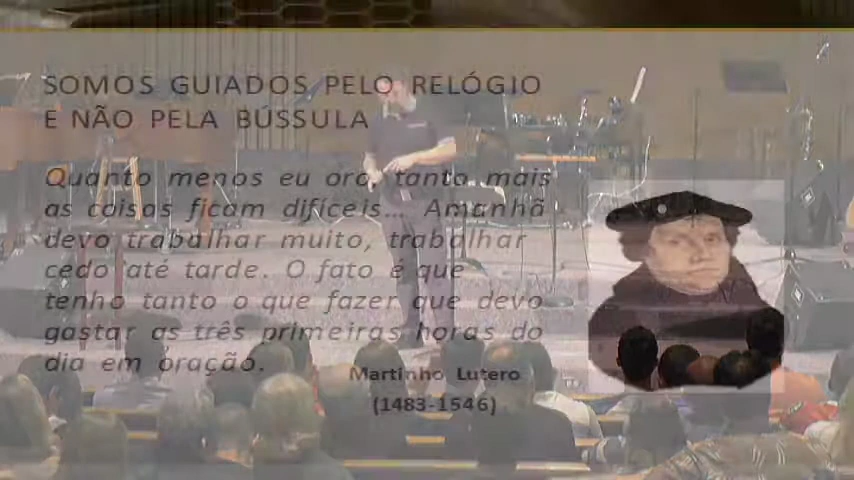 SOMOS GUIADOS PELO RELÓGIO
E NÃO PELA BÚSSULA
Quanto menos eu oro, tanto mais
as coisas ficam difíceis... Amanhã
devo trabalhar muito, trabalhar
cedo até tarde. O fato é que
tenho tanto o que fazer que devo
gastar as três primeiras horas do
dia em oração.
Martinho Lutero
(1483-1546)